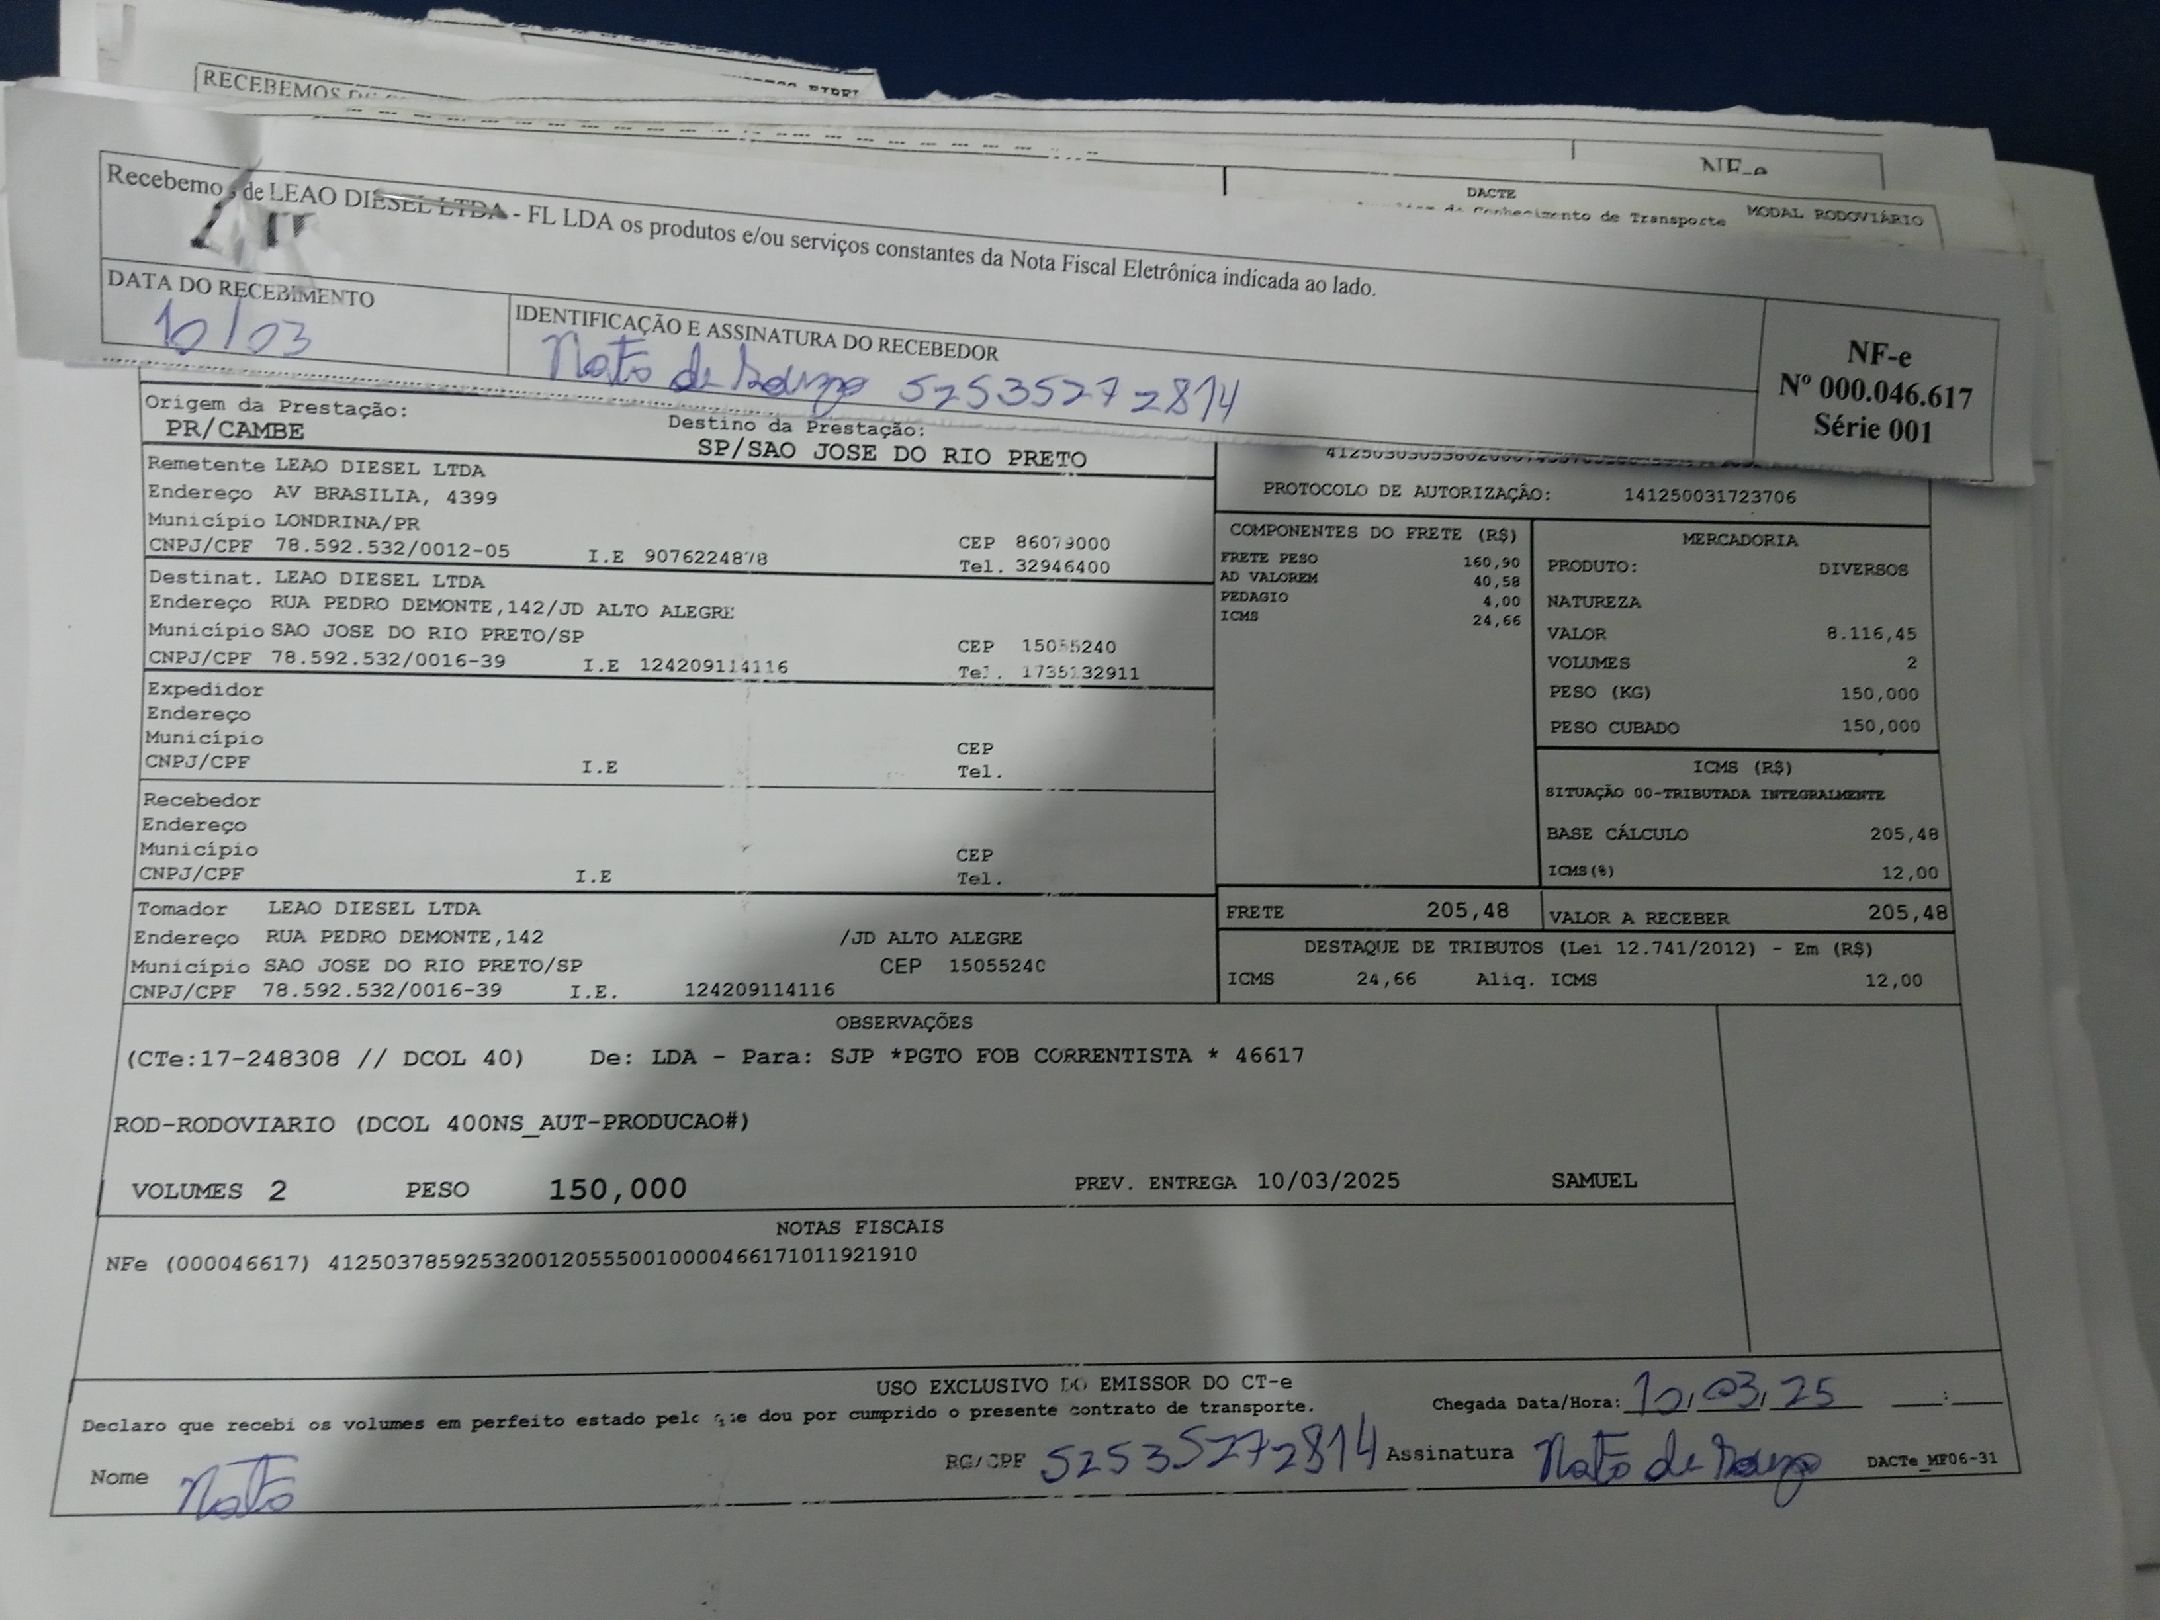 RECEBEMOS
NF-e
DACTE
de Conhecimento de Transporte
MODAL RODOVIÁRIO
Recebemos de LEAO DIESEL LTDA - FL LDA os produtos e/ou serviços constantes da Nota Fiscal Eletrônica indicada ao lado.
DATA DO RECEBIMENTO
10/03
IDENTIFICAÇÃO E ASSINATURA DO RECEBEDOR
52535272814
NF-e
Nº 000.046.617
Série 001
Origem da Prestação:
PR/CAMBE
Destino da Prestação:
SP/SAO JOSE DO RIO PRETO
Remetente LEAO DIESEL LTDA
Endereço AV BRASILIA, 4399
Município LONDRINA/PR
CEP 86079000
CNPJ/CPF 78.592.532/0012-05 I.E 9076224878 Tel. 32946400
Destinat. LEAO DIESEL LTDA
Endereço RUA PEDRO DEMONTE,142/JD ALTO ALEGRE
Município SAO JOSE DO RIO PRETO/SP CEP 15055240
CNPJ/CPF 78.592.532/0016-39 I.E 124209114116 Tel. 1735132911
Expedidor
Endereço
Município CEP
CNPJ/CPF I.E Tel.
Recebedor
Endereço
Município CEP
CNPJ/CPF I.E Tel.
Tomador LEAO DIESEL LTDA
Endereço RUA PEDRO DEMONTE,142 /JD ALTO ALEGRE
Município SAO JOSE DO RIO PRETO/SP CEP 15055240
CNPJ/CPF 78.592.532/0016-39 I.E. 124209114116
PROTOCOLO DE AUTORIZAÇÃO: 141250031723706
COMPONENTES DO FRETE (R$)
FRETE PESO 160,90
AD VALOREM 40,58
PEDAGIO 4,00
ICMS 24,66
MERCADORIA
PRODUTO: DIVERSOS
NATUREZA
VALOR 8.116,45
VOLUMES 2
PESO (KG) 150,000
PESO CUBADO 150,000
ICMS (R$)
SITUAÇÃO 00-TRIBUTADA INTEGRALMENTE
BASE CÁLCULO 205,48
ICMS(%) 12,00
FRETE 205,48
VALOR A RECEBER 205,48
DESTAQUE DE TRIBUTOS (Lei 12.741/2012) - Em (R$)
ICMS 24,66 Aliq. ICMS 12,00
OBSERVAÇÕES
(CTe:17-248308 // DCOL 40) De: LDA - Para: SJP *PGTO FOB CORRENTISTA * 46617
ROD-RODOVIARIO (DCOL 400NS_AUT-PRODUCAO#)
VOLUMES 2 PESO 150,000 PREV. ENTREGA 10/03/2025 SAMUEL
NOTAS FISCAIS
NFe (000046617) 41250378592532001205550010000466171011921910
USO EXCLUSIVO DO EMISSOR DO CT-e
Declaro que recebi os volumes em perfeito estado pelo que dou por cumprido o presente contrato de transporte.
Chegada Data/Hora: 10,03,25 :
Nome
RG/CPF 52535272814
Assinatura
DACTe_MF06-31